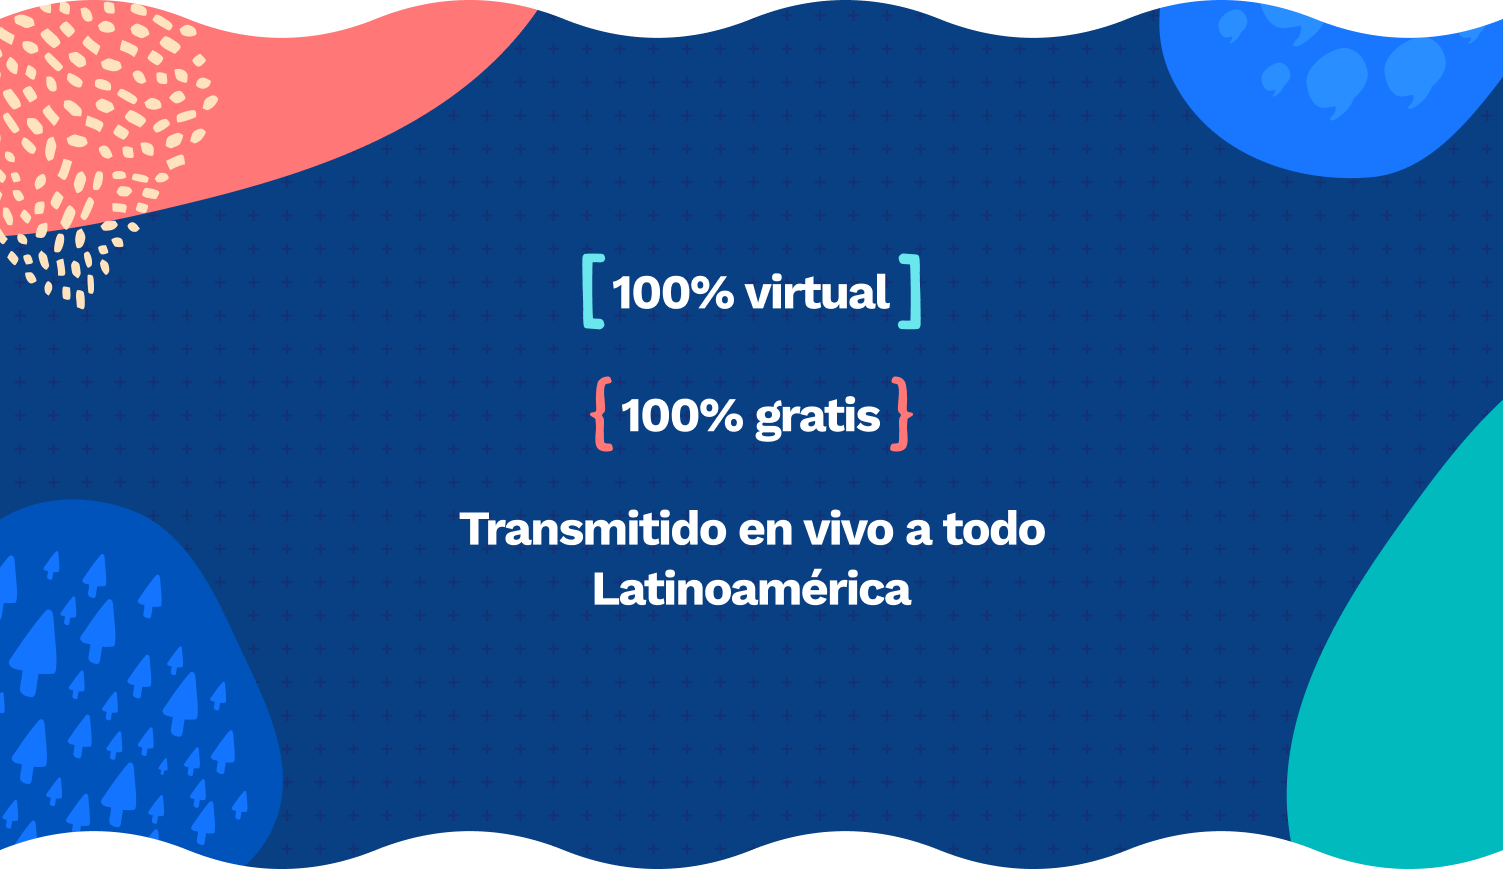 [ 100% virtual ]
{ 100% gratis }
Transmitido en vivo a todo
Latinoamérica